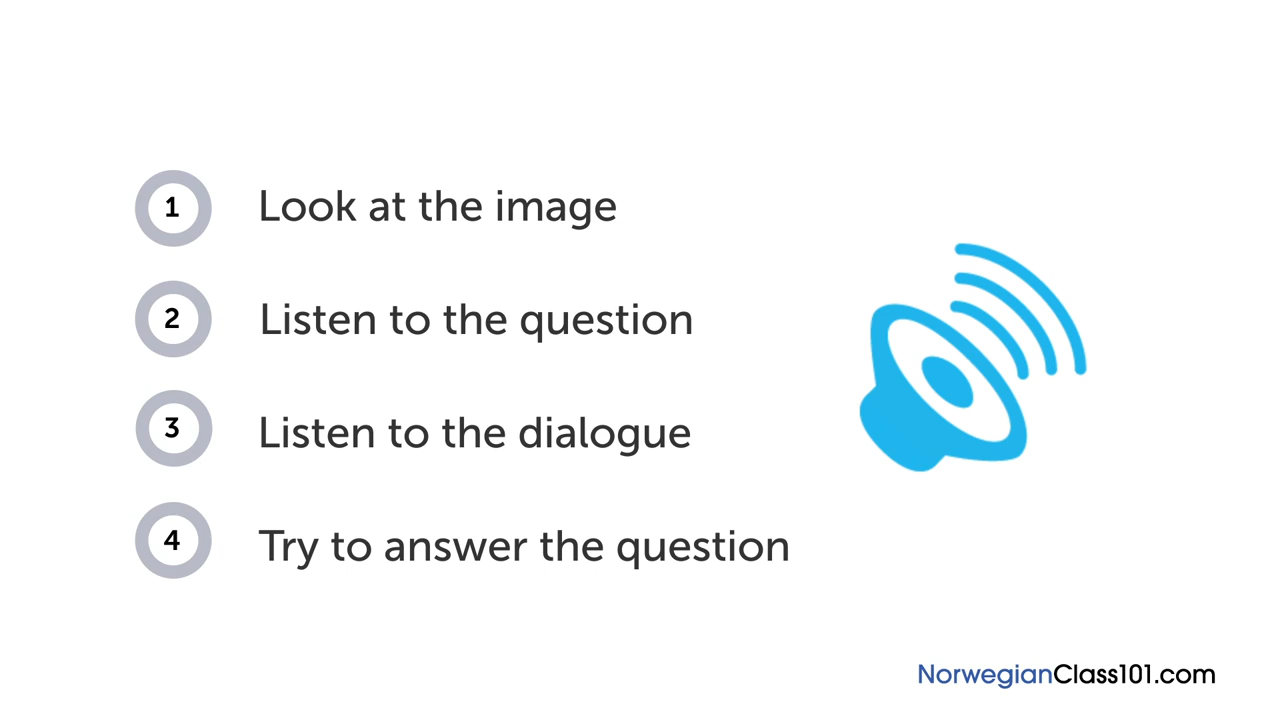 1 Look at the image
2 Listen to the question
3 Listen to the dialogue
4 Try to answer the question
NorwegianClass101.com